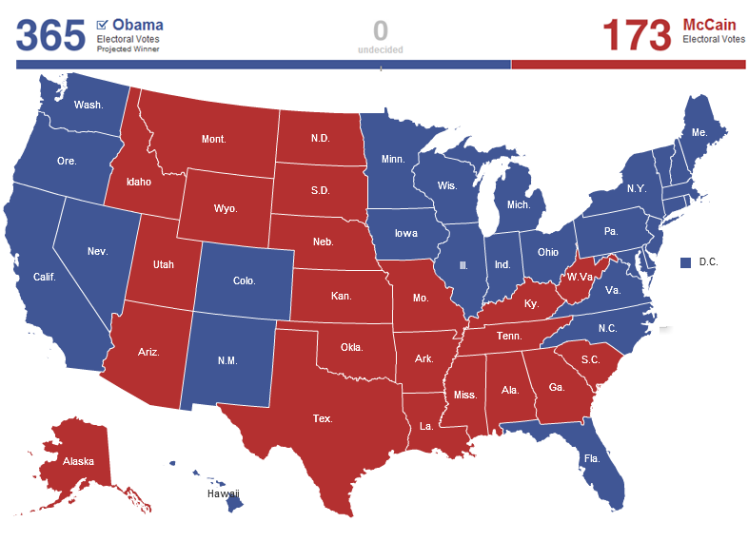 365
Obama
Electoral Votes
Projected Winner
0
undecided
173
McCain
Electoral Votes
Wash.
Mont.
N.D.
Minn.
Me.
Ore.
Idaho
S.D.
Wis.
Mich.
N.Y.
Wyo.
Neb.
Iowa
Pa.
Nev.
Utah
Colo.
Ill.
Ind.
Ohio
D.C.
Calif.
Kan.
Mo.
W.Va.
Va.
Ky.
Ariz.
N.M.
Okla.
Ark.
Tenn.
N.C.
S.C.
Tex.
La.
Miss.
Ala.
Ga.
Alaska
Hawaii
Fla.